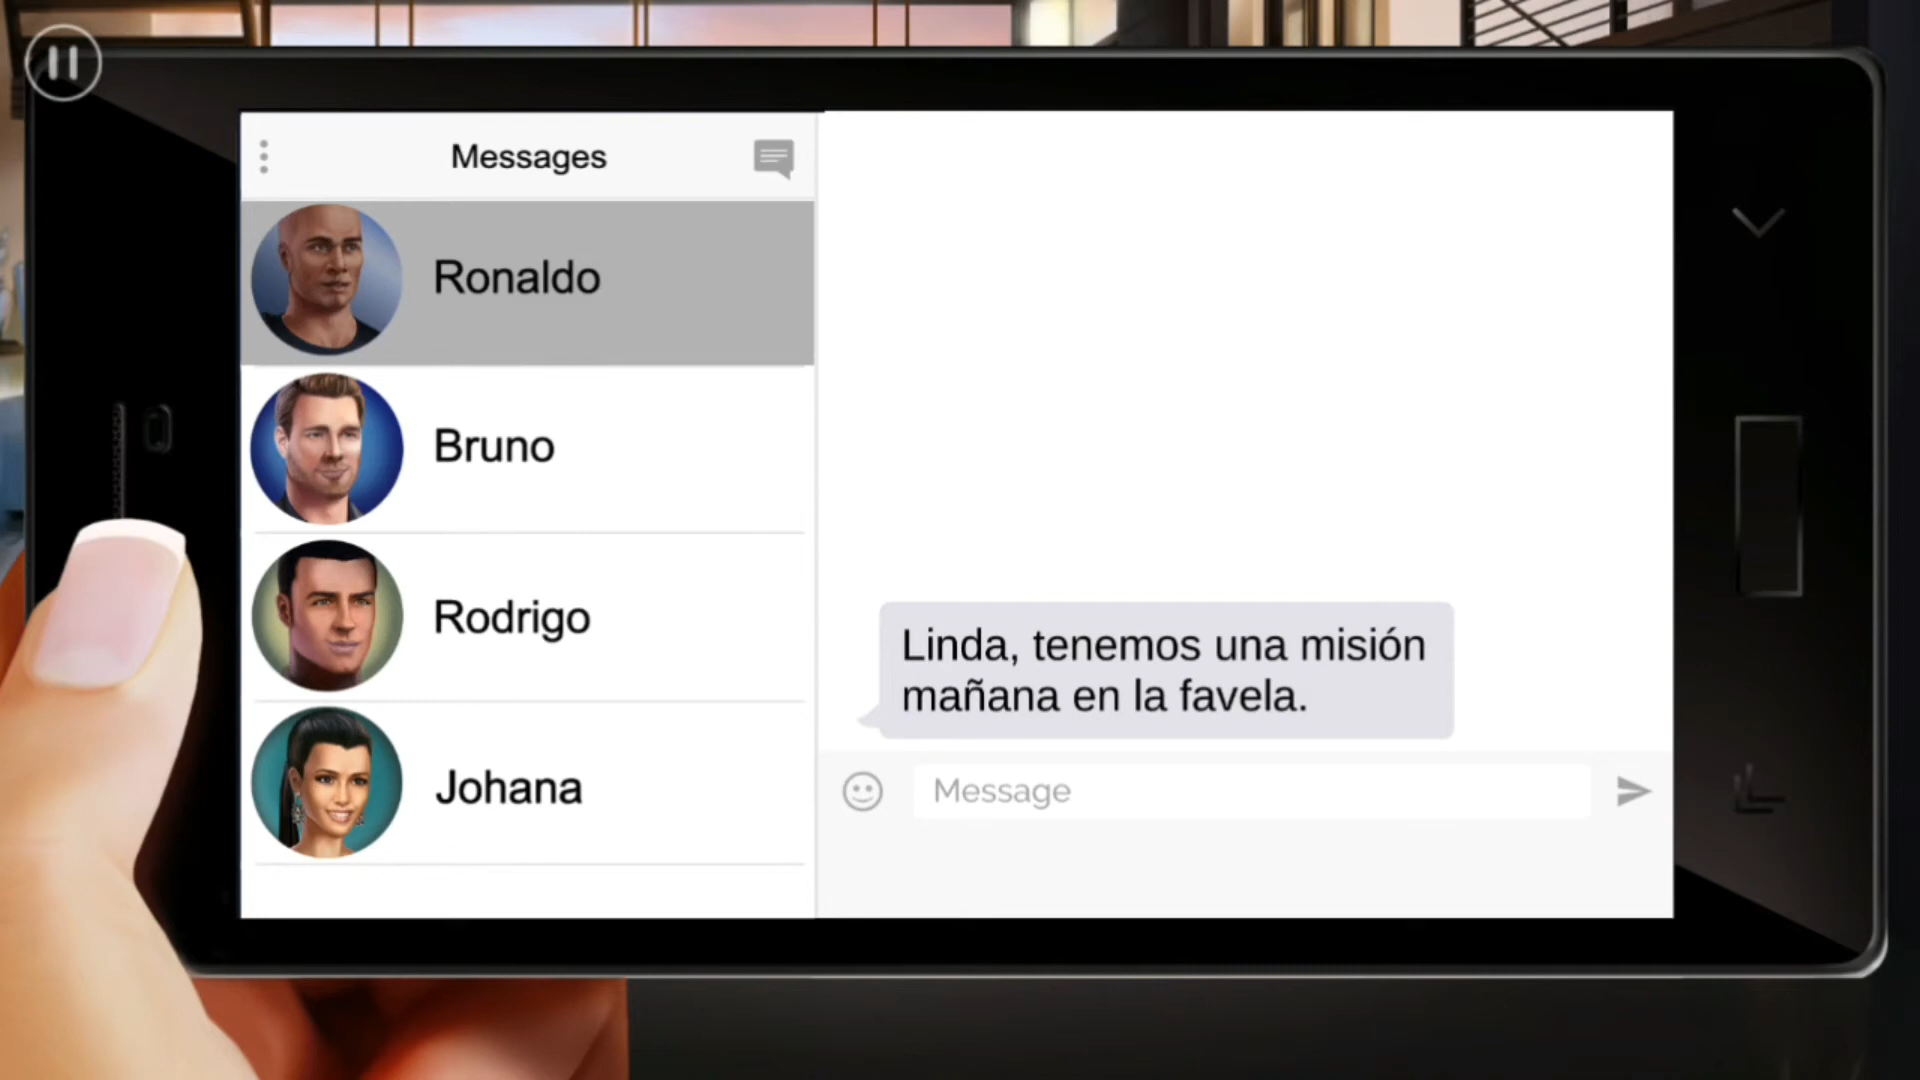 Messages
Ronaldo
Bruno
Rodrigo
Johana
Linda, tenemos una misión
mañana en la favela.
Message